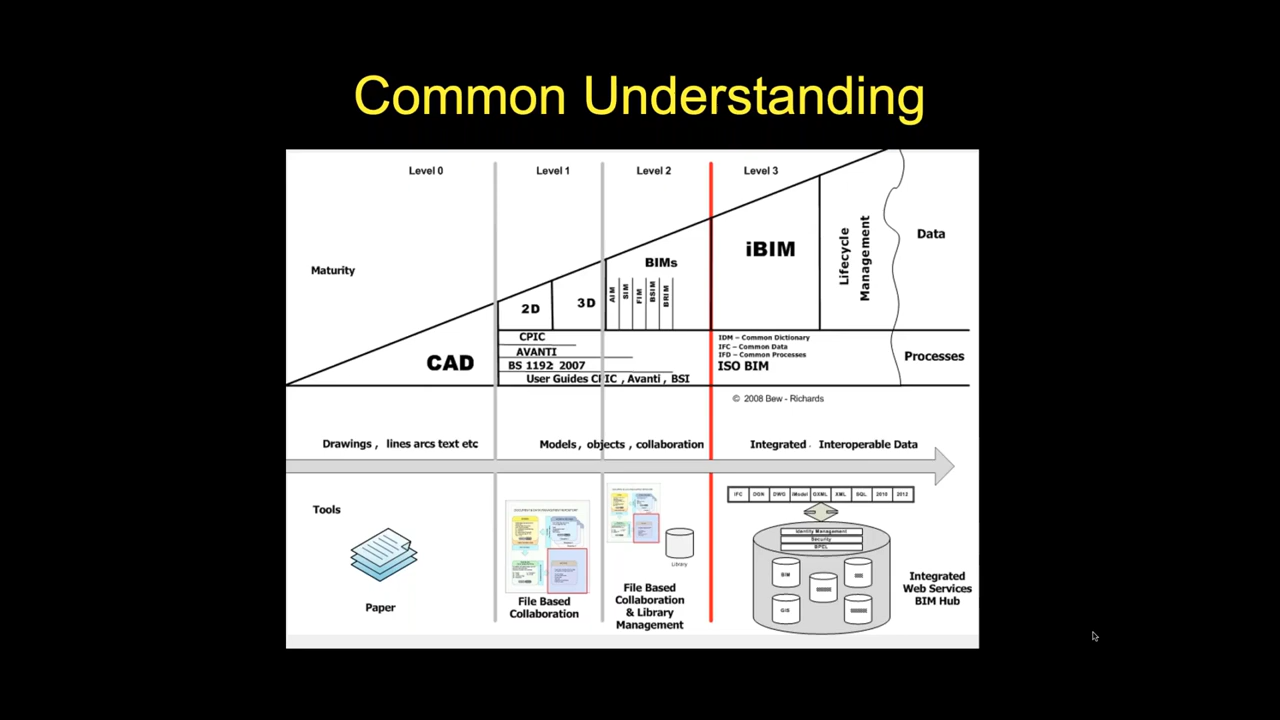 Common Understanding
Level 0
Level 1
Level 2
Level 3
Maturity
CAD
2D
3D
BIMs
AIM
SIM
FIM
BSIM
BRIM
iBIM
Lifecycle
Management
Data
CPIC
AVANTI
BS 1192: 2007
User Guides CPIC , Avanti , BSI
IDM – Common Dictionary
IFC – Common Data
IFD – Common Processes
ISO BIM
Processes
© 2008 Bew - Richards
Drawings , lines arcs text etc
Models , objects , collaboration
Integrated , Interoperable Data
Tools
Paper
File Based
Collaboration
Library
File Based
Collaboration
& Library
Management
IFC DGN DWG iModel GXML XML SQL 2010 2012
Identity Management
Security
BPEL
BIM
GIS
Integrated
Web Services
BIM Hub